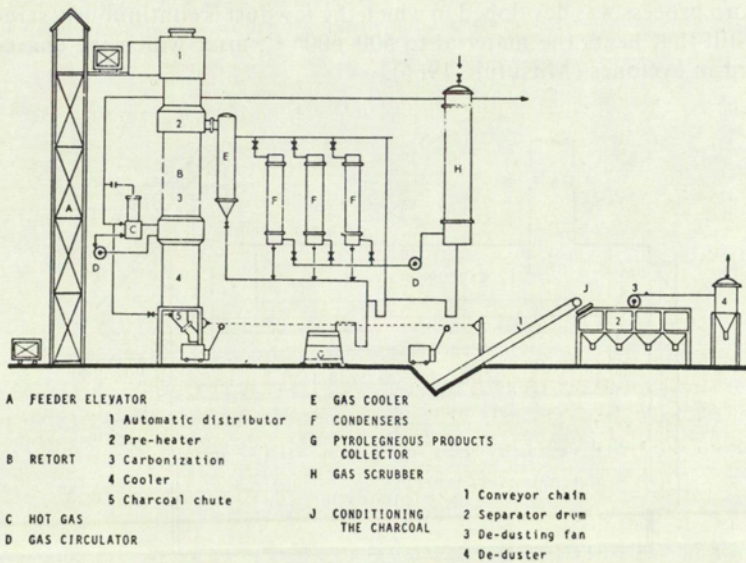 1
2
E
B
H
A
F F F
3
C
D
D
4
J
3
5
1
2
4
G
A FEEDER ELEVATOR
1 Automatic distributor
2 Pre-heater
B RETORT 3 Carbonization
4 Cooler
5 Charcoal chute
C HOT GAS
D GAS CIRCULATOR
E GAS COOLER
F CONDENSERS
G PYROLEGNEOUS PRODUCTS
COLLECTOR
H GAS SCRUBBER
1 Conveyor chain
J CONDITIONING 2 Separator drum
THE CHARCOAL
3 De-dusting fan
4 De-duster